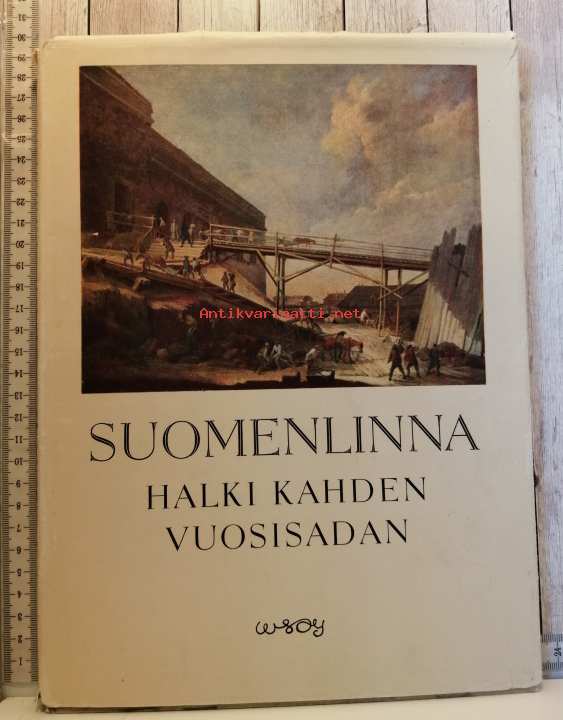 Antikvariaatti.net
SUOMENLINNA
HALKI KAHDEN
VUOSISADAN
wsoy